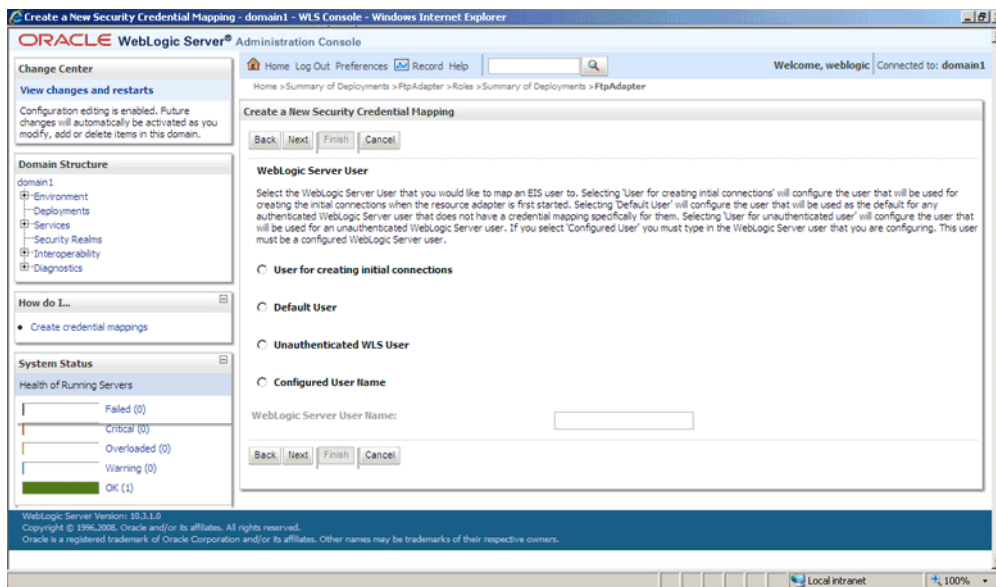 Create a New Security Credential Mapping - domain1 - WLS Console - Windows Internet Explorer
ORACLE WebLogic Server® Administration Console
Change Center
View changes and restarts
Configuration editing is enabled. Future
changes will automatically be activated as you
modify, add or delete items in this domain.
Domain Structure
domain1
Environment
Deployments
Services
Security Realms
Interoperability
Diagnostics
How do I...
Create credential mappings
System Status
Health of Running Servers
Failed (0)
Critical (0)
Overloaded (0)
Warning (0)
OK (1)
Home Log Out Preferences Record Help
Welcome, weblogic Connected to: domain1
Home >Summary of Deployments >FtpAdapter >Roles >Summary of Deployments >FtpAdapter
Create a New Security Credential Mapping
Back Next Finish Cancel
WebLogic Server User
Select the WebLogic Server User that you would like to map an EIS user to. Selecting 'User for creating intial connections' will configure the user that will be used for
creating the initial connections when the resource adapter is first started. Selecting 'Default User' will configure the user that will be used as the default for any
authenticated WebLogic Server user that does not have a credential mapping specifically for them. Selecting 'User for unauthenticated user' will configure the user that
will be used for an unauthenticated WebLogic Server user. If you select 'Configured User' you must type in the WebLogic Server user that you are configuring. This user
must be a configured WebLogic Server user.
User for creating initial connections
Default User
Unauthenticated WLS User
Configured User Name
WebLogic Server User Name:
Back Next Finish Cancel
WebLogic Server Version: 10.3.1.0
Copyright © 1996,2008, Oracle and/or its affiliates. All rights reserved.
Oracle is a registered trademark of Oracle Corporation and/or its affiliates. Other names may be trademarks of their respective owners.
Local intranet
100%